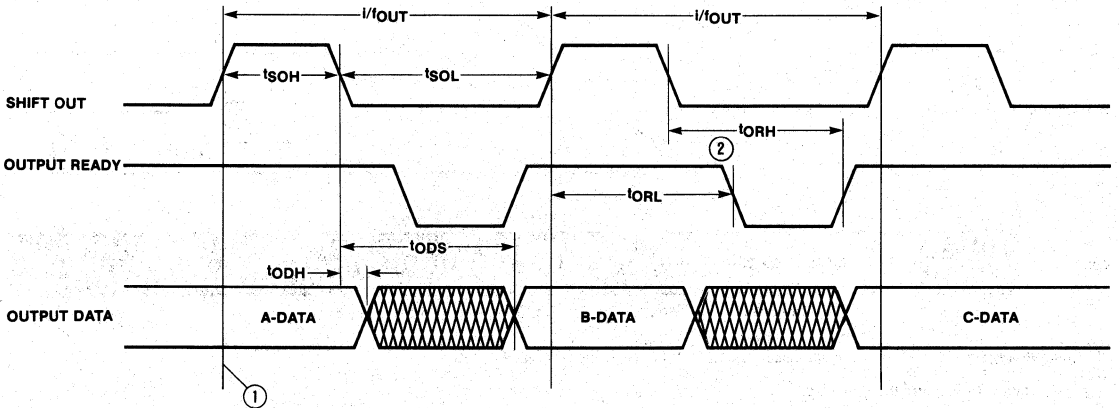 i/fOUT
i/fOUT
tSOH
tSOL
SHIFT OUT
tORH
2
OUTPUT READY
tORL
tODS
tODH
OUTPUT DATA
A-DATA
B-DATA
C-DATA
1